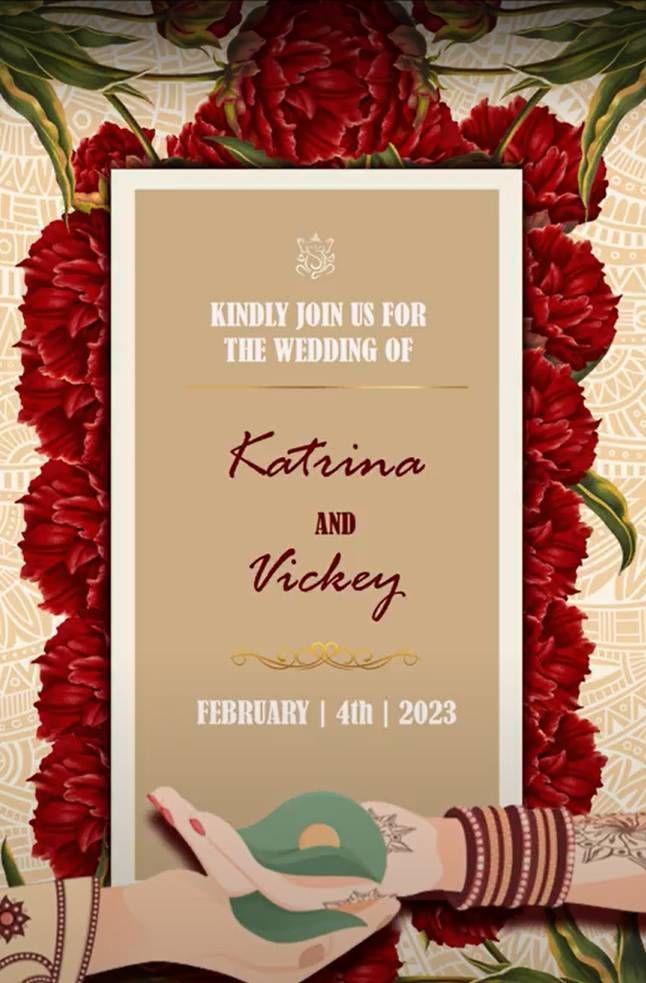 KINDLY JOIN US FOR
THE WEDDING OF
Katrina
AND
Vickey
FEBRUARY | 4th | 2023